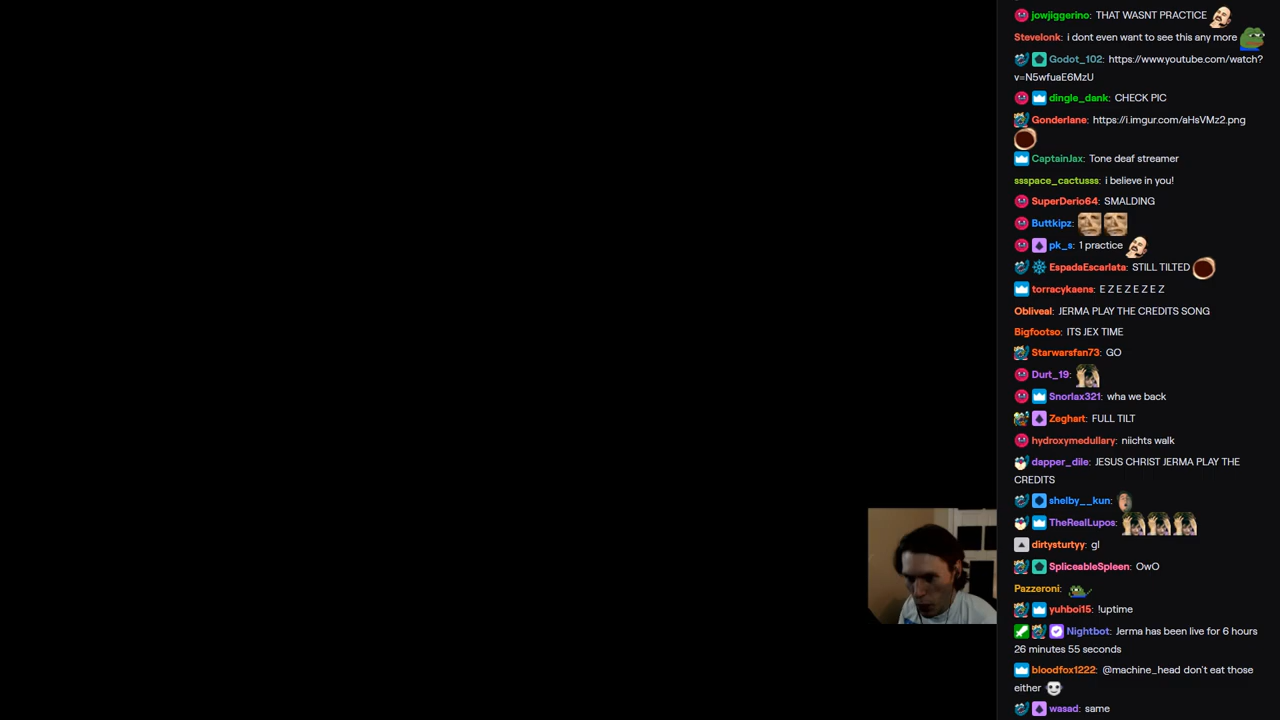 jowjiggerino: THAT WASNT PRACTICE
Stevelonk: i dont even want to see this any more
Godot_102: https://www.youtube.com/watch?
v=N5wfuaE6MzU
dingle_dank: CHECK PIC
Gonderlane: https://i.imgur.com/aHsVMz2.png
CaptainJax: Tone deaf streamer
ssspace_cactusss: i believe in you!
SuperDerio64: SMALDING
Buttkipz:
pk_s: 1 practice
EspadaEscarlata: STILL TILTED
torracykaens: E Z E Z E Z E Z
Obliveal: JERMA PLAY THE CREDITS SONG
Bigfootso: ITS JEX TIME
Starwarsfan73: GO
Durt_19:
Snorlax321: wha we back
Zeghart: FULL TILT
hydroxymedullary: niichts walk
dapper_dile: JESUS CHRIST JERMA PLAY THE
CREDITS
shelby__kun:
TheRealLupos:
dirtysturtyy: gl
SpliceableSpleen: OwO
Pazzeroni:
yuhboi15: !uptime
Nightbot: Jerma has been live for 6 hours
26 minutes 55 seconds
bloodfox1222: @machine_head don't eat those
either
wasad: same